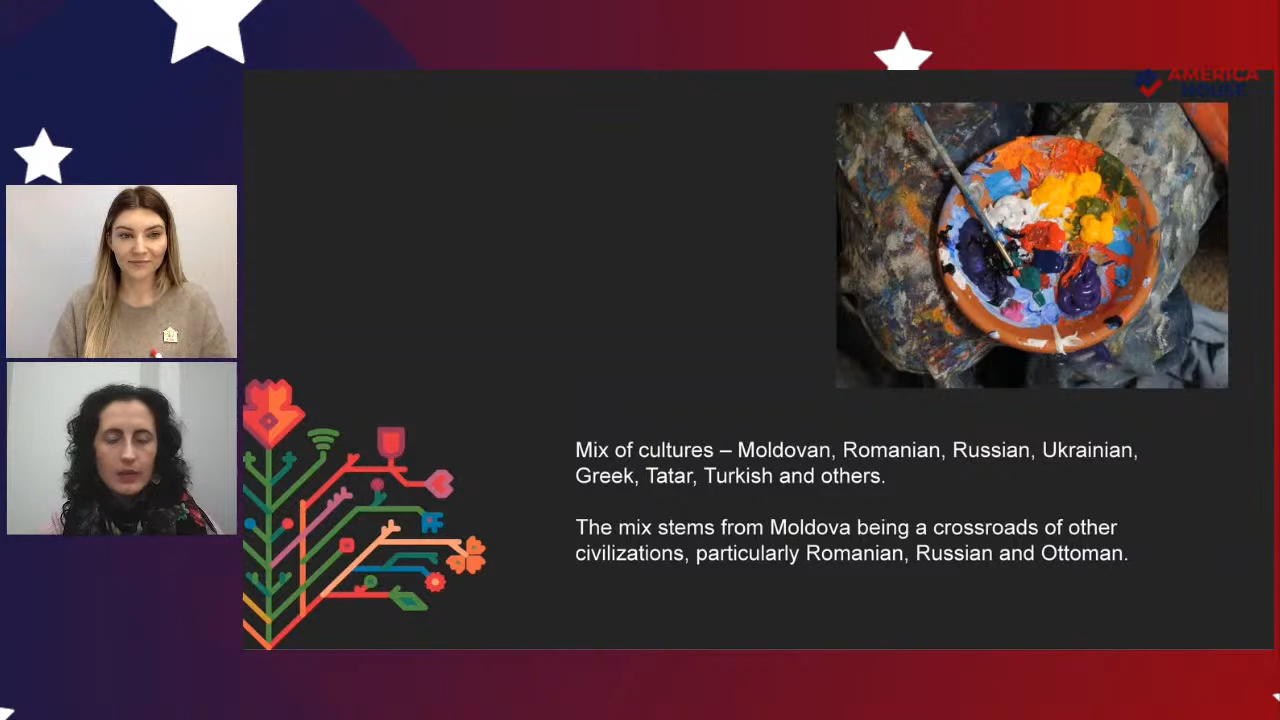 AMERICA
HOUSE
Mix of cultures – Moldovan, Romanian, Russian, Ukrainian,
Greek, Tatar, Turkish and others.
The mix stems from Moldova being a crossroads of other
civilizations, particularly Romanian, Russian and Ottoman.